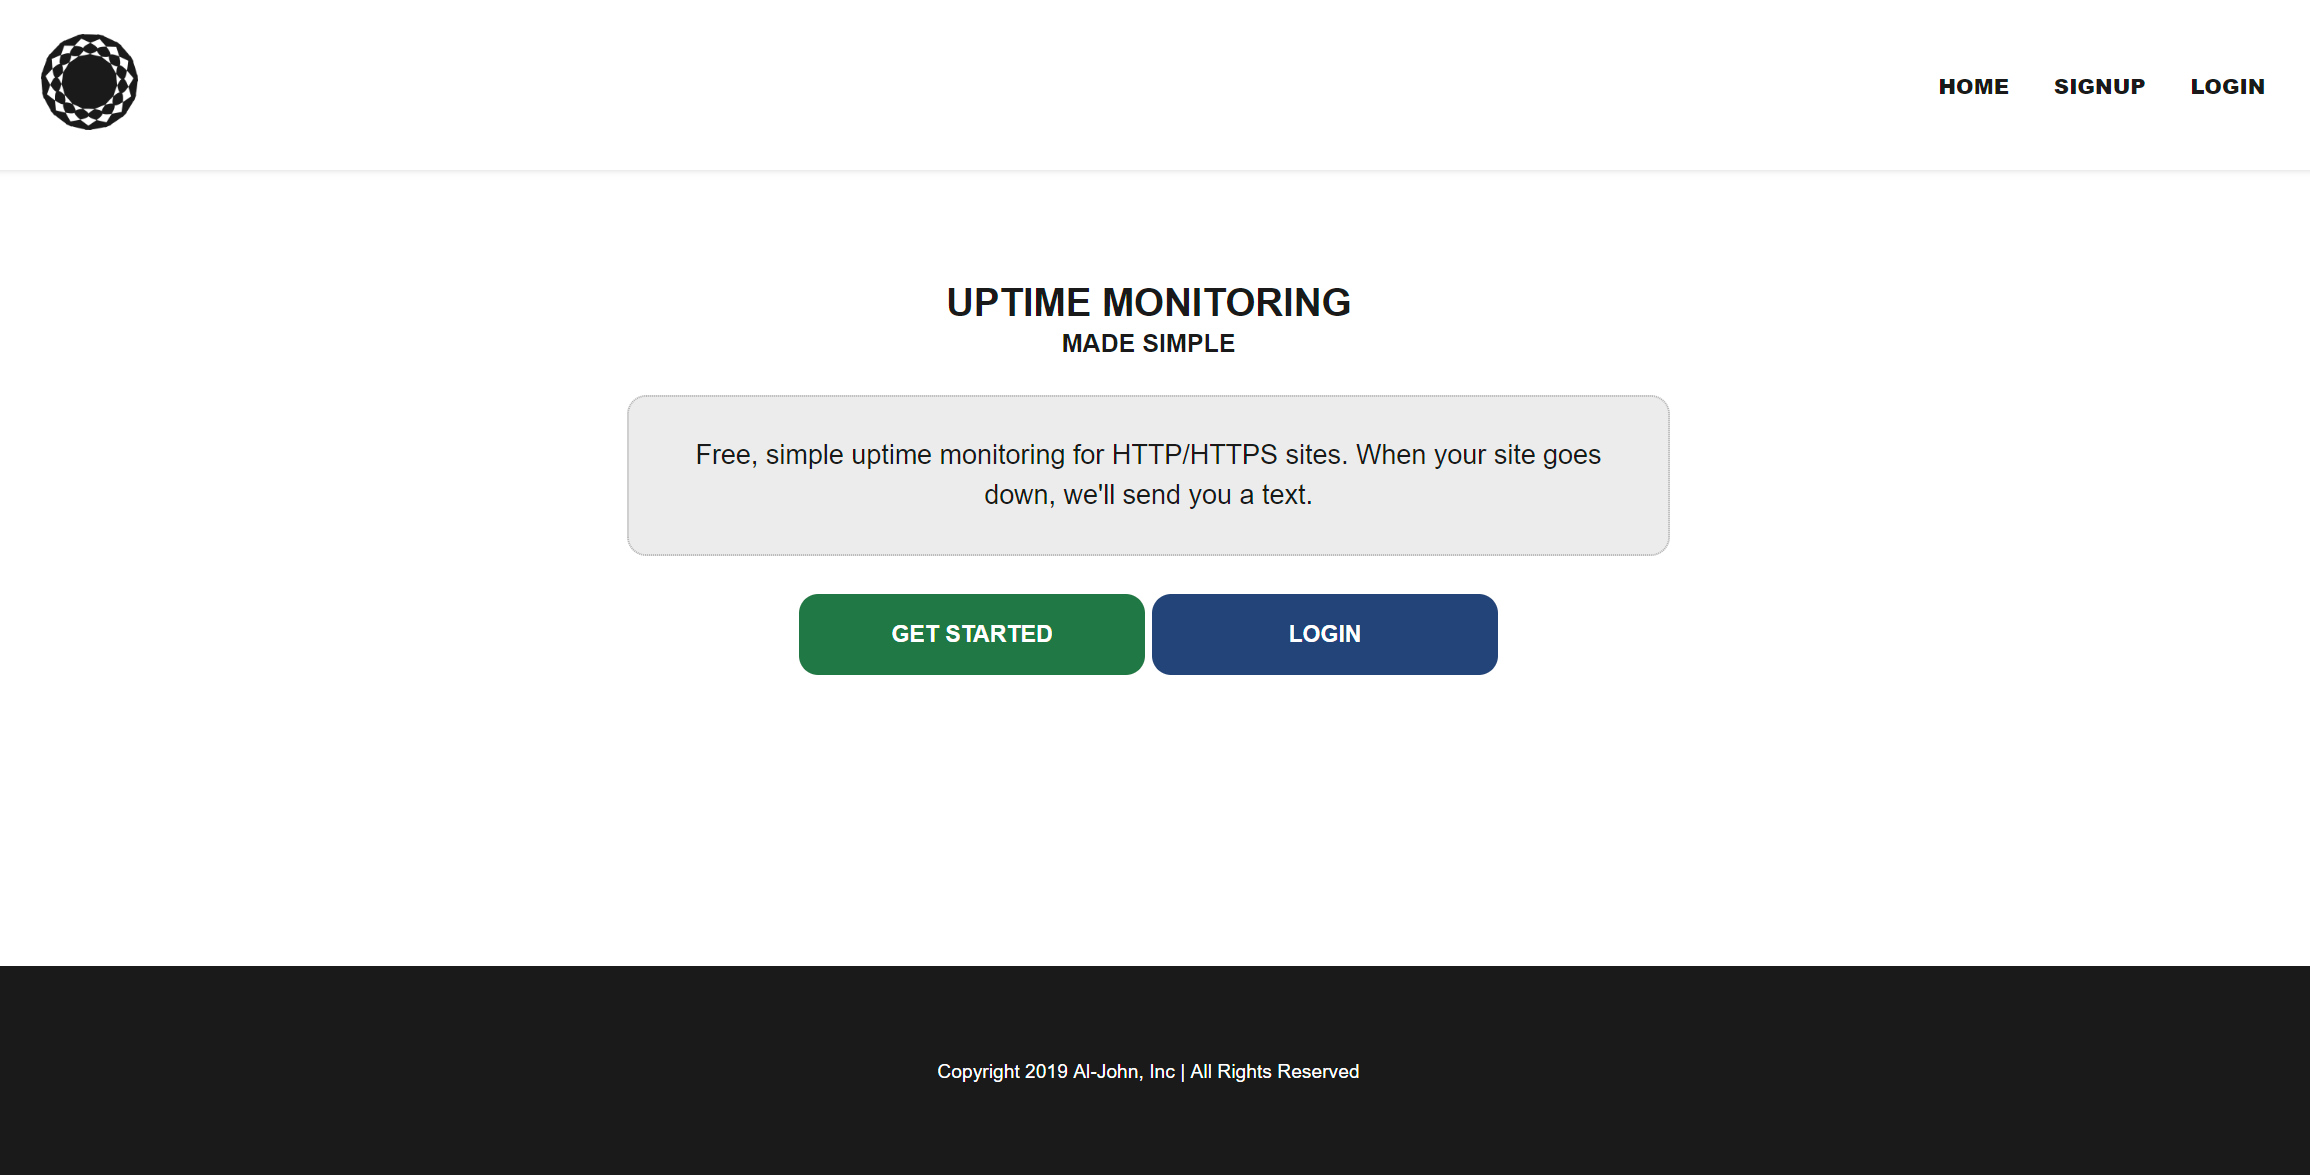 HOME SIGNUP LOGIN
UPTIME MONITORING
MADE SIMPLE
Free, simple uptime monitoring for HTTP/HTTPS sites. When your site goes
down, we'll send you a text.
GET STARTED LOGIN
Copyright 2019 Al-John, Inc | All Rights Reserved